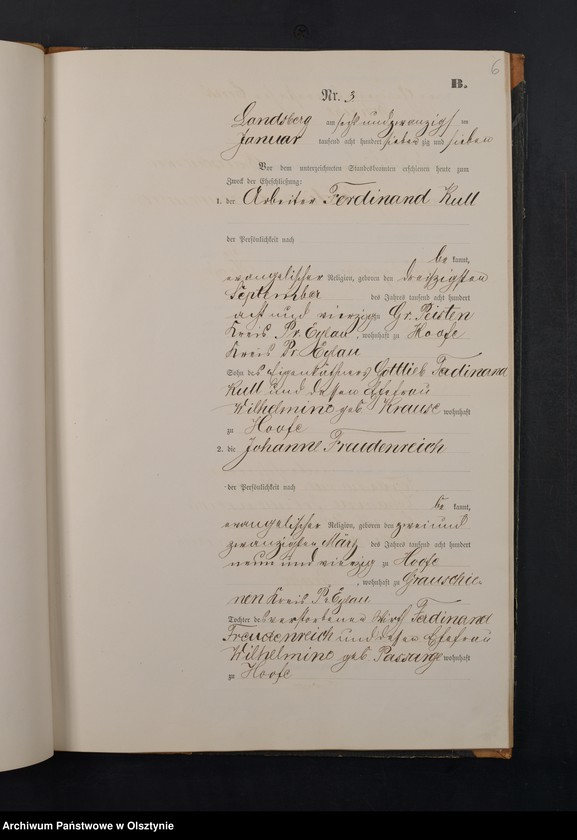 6
B.
Nr. 3.
Landsberg am sechsundzwanzigsten
Januar tausend acht hundert siebenzig und sieben
Vor dem unterzeichneten Standesbeamten erschienen heute zum
Zweck der Eheschließung:
1. der Arbeiter Ferdinand Kull
der Persönlichkeit nach
be kannt,
evangelischer Religion, geboren den dreißigsten
September des Jahres tausend acht hundert
acht und vierzig zu Gr. Peisten
Kreis Pr. Eylau, wohnhaft zu Hoofe
Kreis Pr. Eylau
Sohn des Eigenkäthners Gottlieb Ferdinand
Kull und dessen Ehefrau
Wilhelmine geb. Krause wohnhaft
zu Hoofe
2. die Johanne Freudenreich
der Persönlichkeit nach
be kannt,
evangelischer Religion, geboren den zwei und
zwanzigsten März des Jahres tausend acht hundert
neun und vierzig zu Hoofe
, wohnhaft zu Grauschie-
nen Kreis Pr. Eylau
Tochter des verstorbenen Wirth Ferdinand
Freudenreich und dessen Ehefrau
Wilhelmine geb. Passarge wohnhaft
zu Hoofe
Archiwum Państwowe w Olsztynie